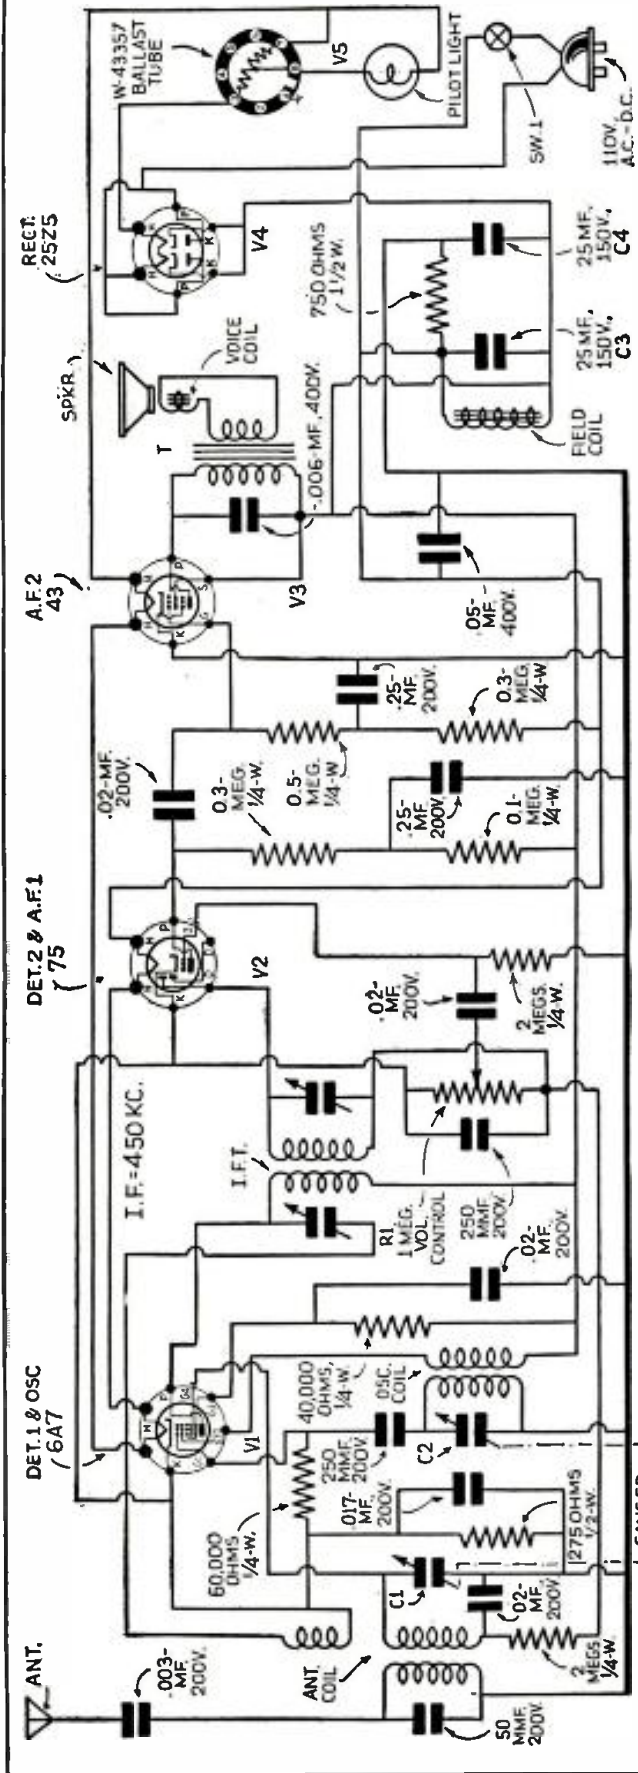 ANT.
DET.1 & OSC
6A7
I.F.=450 KC.
DET.2 & A.F.1
75
A.F.2
43
SPKR.
RECT.
25Z5
W-43357
BALLAST
TUBE
.003-
MF.
200V.
V1
I.F.T.
V2
.02-MF.
200V.
V3
T
VOICE
COIL
V4
V5
PILOT LIGHT
60,000
OHMS
1/4-W.
0.3-
MEG.
1/4-W.
0.5-
MEG.
1/4-W.
.006-MF., 400V.
750 OHMS
1 1/2 W.
ANT.
COIL
C1
.017-
MF.
200V.
250
MMF.
200V.
40,000
OHMS,
1/4-W.
OSC.
COIL
C2
R1
1 MEG.
VOL.
CONTROL
250
MMF.
200V.
.02-
MF.
200V.
.02-
MF.
200V.
.25-
MF.
200V.
.25-
MF.
200V.
0.1-
MEG.
1/4-W.
0.3-
MEG.
1/4-W.
.05-
MF.
400V.
FIELD
COIL
25 MF.,
150V.,
C3
25 MF.,
150V.,
C4
SW.1
110V.
A.C.-D.C.
50
MMF.
200V.
2
MEGS.
1/4-W.
.02-
MF.
200V.
1275 OHMS
1/2-W.
2
MEGS.
1/4-W.